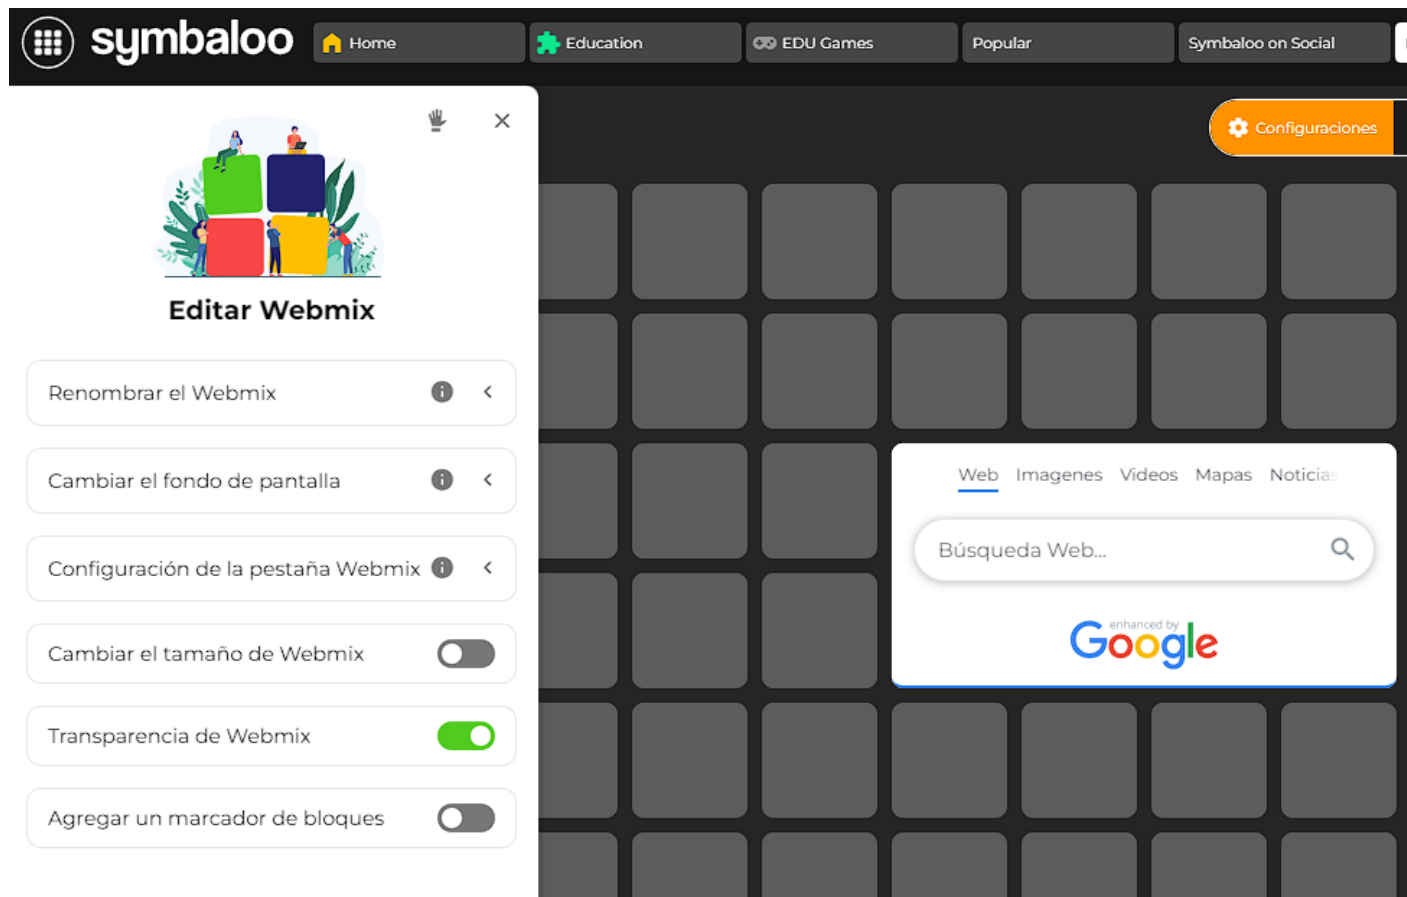 symbaloo
Home
Education
EDU Games
Popular
Symbaloo on Social
Configuraciones
Editar Webmix
Renombrar el Webmix
Cambiar el fondo de pantalla
Configuración de la pestaña Webmix
Cambiar el tamaño de Webmix
Transparencia de Webmix
Agregar un marcador de bloques
Web Imagenes Videos Mapas Noticias
Búsqueda Web...
enhanced by
Google